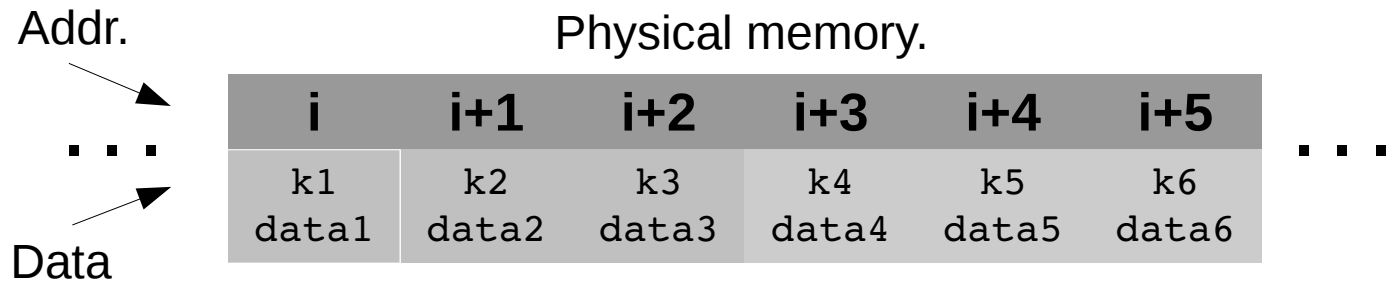 Addr.
Physical memory.
i i+1 i+2 i+3 i+4 i+5
. . . . . .
k1 k2 k3 k4 k5 k6
data1 data2 data3 data4 data5 data6
Data